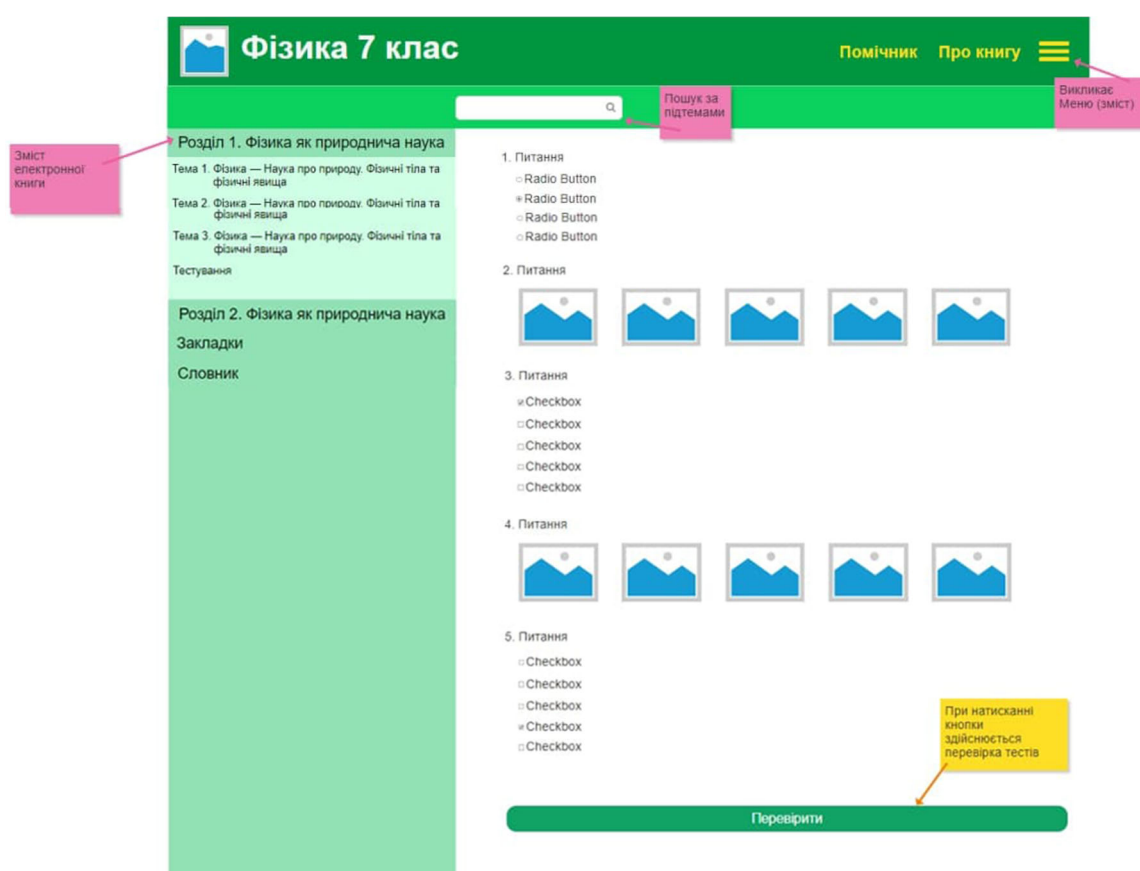 Фізика 7 клас
Помічник Про книгу
Викликає
Меню (зміст)
Пошук за
підтемами
Зміст
електронної
книги
Розділ 1. Фізика як природнича наука
Тема 1. Фізика — Наука про природу. Фізичні тіла та
фізичні явища
Тема 2. Фізика — Наука про природу. Фізичні тіла та
фізичні явища
Тема 3. Фізика — Наука про природу. Фізичні тіла та
фізичні явища
Тестування
Розділ 2. Фізика як природнича наука
Закладки
Словник
1. Питання
Radio Button
Radio Button
Radio Button
Radio Button
2. Питання
3. Питання
Checkbox
Checkbox
Checkbox
Checkbox
Checkbox
4. Питання
5. Питання
Checkbox
Checkbox
Checkbox
Checkbox
Checkbox
При натисканні
кнопки
здійснюється
перевірка тестів
Перевірити